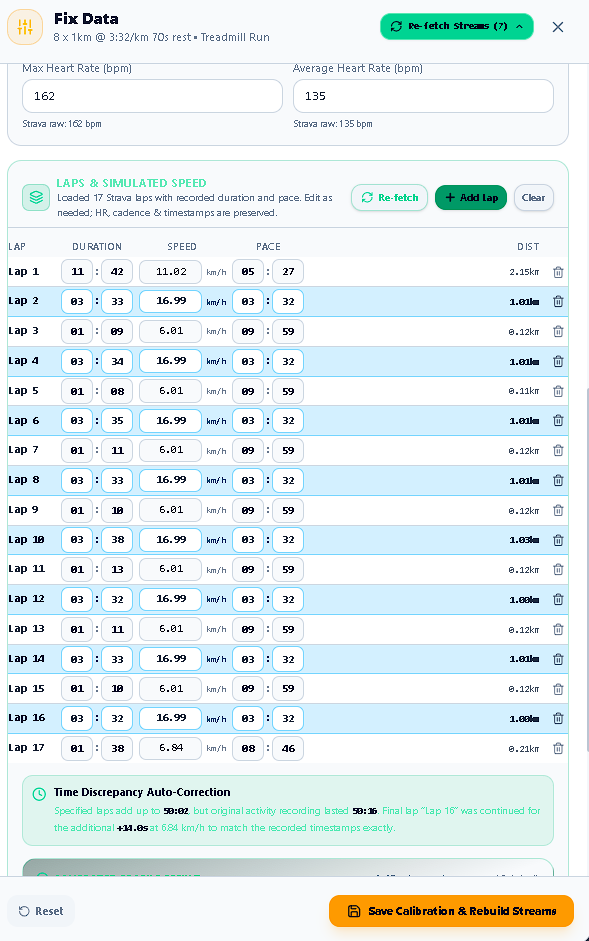 Fix Data
8 x 1km @ 3:32/km 70s rest • Treadmill Run
Re-fetch Streams (7)
Max Heart Rate (bpm) Average Heart Rate (bpm)
162 135
Strava raw: 162 bpm Strava raw: 135 bpm
LAPS & SIMULATED SPEED
Loaded 17 Strava laps with recorded duration and pace. Edit as
needed; HR, cadence & timestamps are preserved.
Re-fetch + Add lap Clear
LAP DURATION SPEED PACE DIST
Lap 1 11 : 42 11.02 km/h 05 : 27 2.15km
Lap 2 03 : 33 16.99 km/h 03 : 32 1.01km
Lap 3 01 : 09 6.01 km/h 09 : 59 0.12km
Lap 4 03 : 34 16.99 km/h 03 : 32 1.01km
Lap 5 01 : 08 6.01 km/h 09 : 59 0.11km
Lap 6 03 : 35 16.99 km/h 03 : 32 1.01km
Lap 7 01 : 11 6.01 km/h 09 : 59 0.12km
Lap 8 03 : 33 16.99 km/h 03 : 32 1.01km
Lap 9 01 : 10 6.01 km/h 09 : 59 0.12km
Lap 10 03 : 38 16.99 km/h 03 : 32 1.03km
Lap 11 01 : 13 6.01 km/h 09 : 59 0.12km
Lap 12 03 : 32 16.99 km/h 03 : 32 1.00km
Lap 13 01 : 11 6.01 km/h 09 : 59 0.12km
Lap 14 03 : 33 16.99 km/h 03 : 32 1.01km
Lap 15 01 : 10 6.01 km/h 09 : 59 0.12km
Lap 16 03 : 32 16.99 km/h 03 : 32 1.00km
Lap 17 01 : 38 6.84 km/h 08 : 46 0.21km
Time Discrepancy Auto-Correction
Specified laps add up to 50:02, but original activity recording lasted 50:16. Final lap "Lap 16" was continued for
the additional +14.0s at 6.84 km/h to match the recorded timestamps exactly.
Reset
Save Calibration & Rebuild Streams